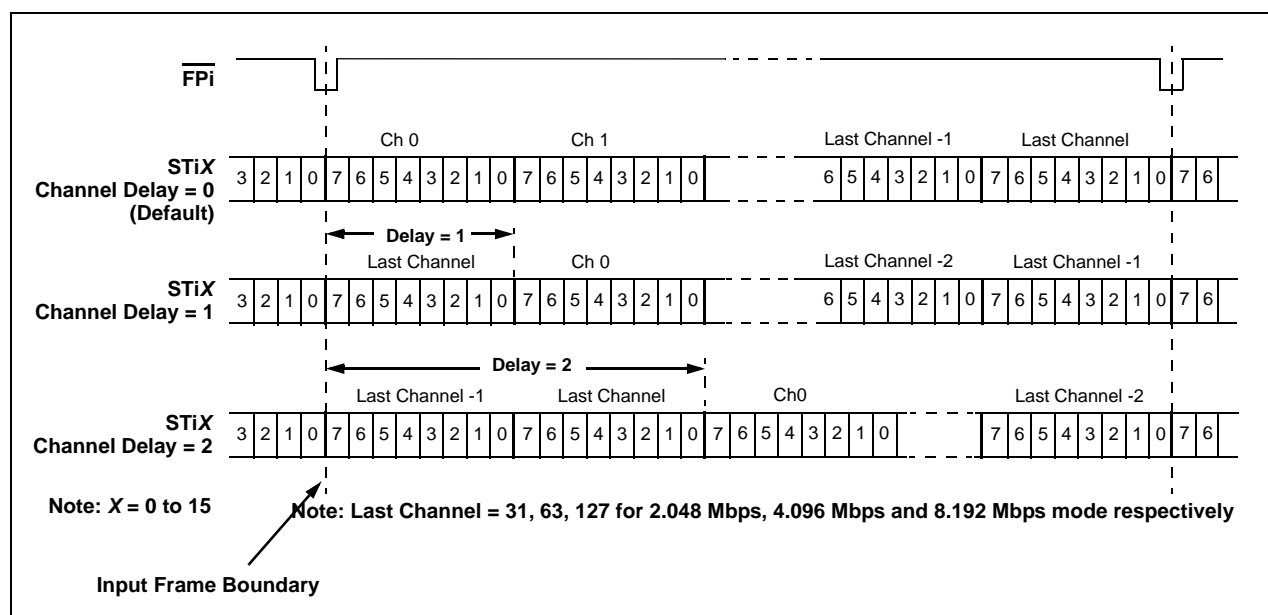 FPi
Ch 0 Ch 1 Last Channel -1 Last Channel
STiX
Channel Delay = 0
(Default)
3 2 1 0 7 6 5 4 3 2 1 0 7 6 5 4 3 2 1 0 6 5 4 3 2 1 0 7 6 5 4 3 2 1 0 7 6
Delay = 1
Last Channel Ch 0 Last Channel -2 Last Channel -1
STiX
Channel Delay = 1
3 2 1 0 7 6 5 4 3 2 1 0 7 6 5 4 3 2 1 0 6 5 4 3 2 1 0 7 6 5 4 3 2 1 0 7 6
Delay = 2
Last Channel -1 Last Channel Ch0 Last Channel -2
STiX
Channel Delay = 2
3 2 1 0 7 6 5 4 3 2 1 0 7 6 5 4 3 2 1 0 7 6 5 4 3 2 1 0 7 6 5 4 3 2 1 0 7 6
Note: X = 0 to 15
Note: Last Channel = 31, 63, 127 for 2.048 Mbps, 4.096 Mbps and 8.192 Mbps mode respectively
Input Frame Boundary